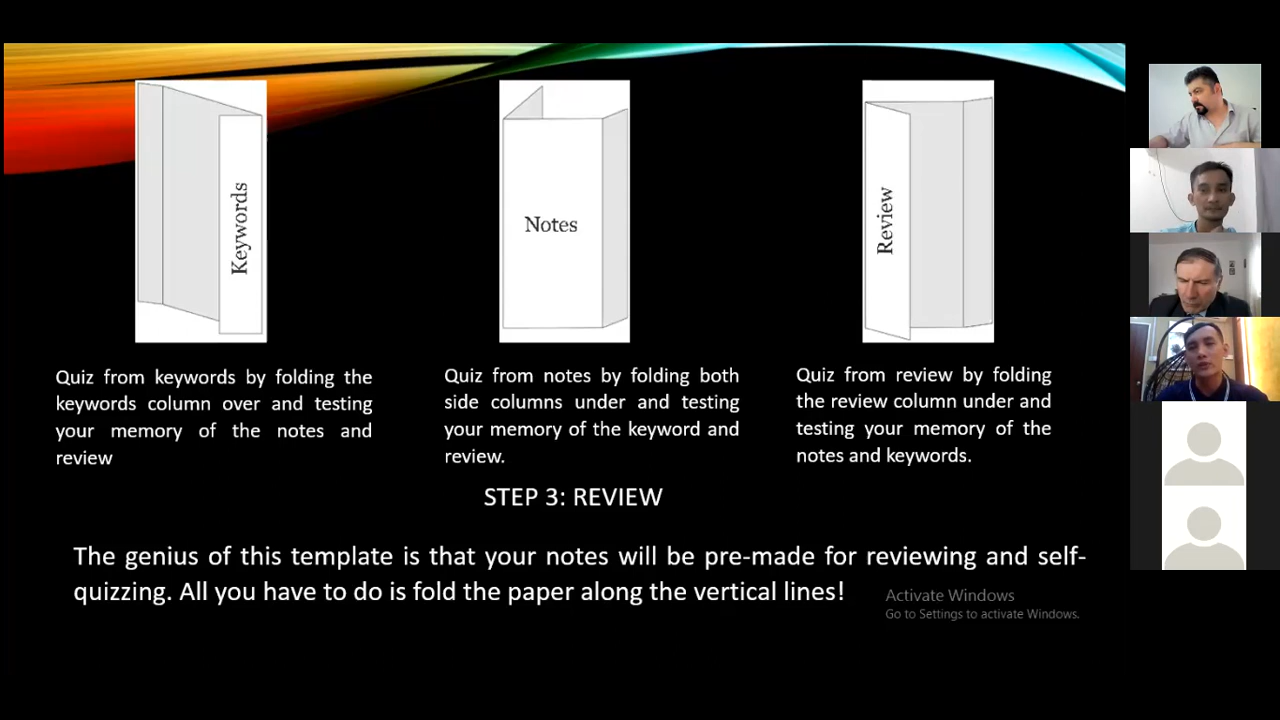 Keywords
Notes
Review
Quiz from keywords by folding the
keywords column over and testing
your memory of the notes and
review
Quiz from notes by folding both
side columns under and testing
your memory of the keyword and
review.
Quiz from review by folding
the review column under and
testing your memory of the
notes and keywords.
STEP 3: REVIEW
The genius of this template is that your notes will be pre-made for reviewing and self-
quizzing. All you have to do is fold the paper along the vertical lines!
Activate Windows
Go to Settings to activate Windows.